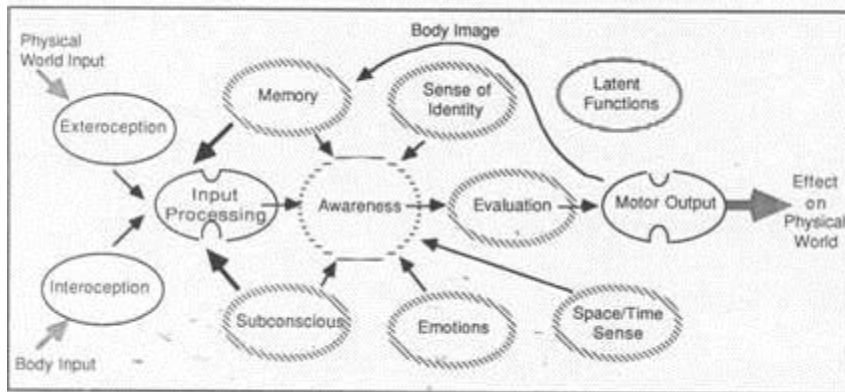 Physical
World Input
Body Image
Memory
Sense of
Identity
Latent
Functions
Exteroception
Input
Processing
Awareness
Evaluation
Motor Output
Effect
on
Physical
World
Interoception
Subconscious
Emotions
Space/Time
Sense
Body Input